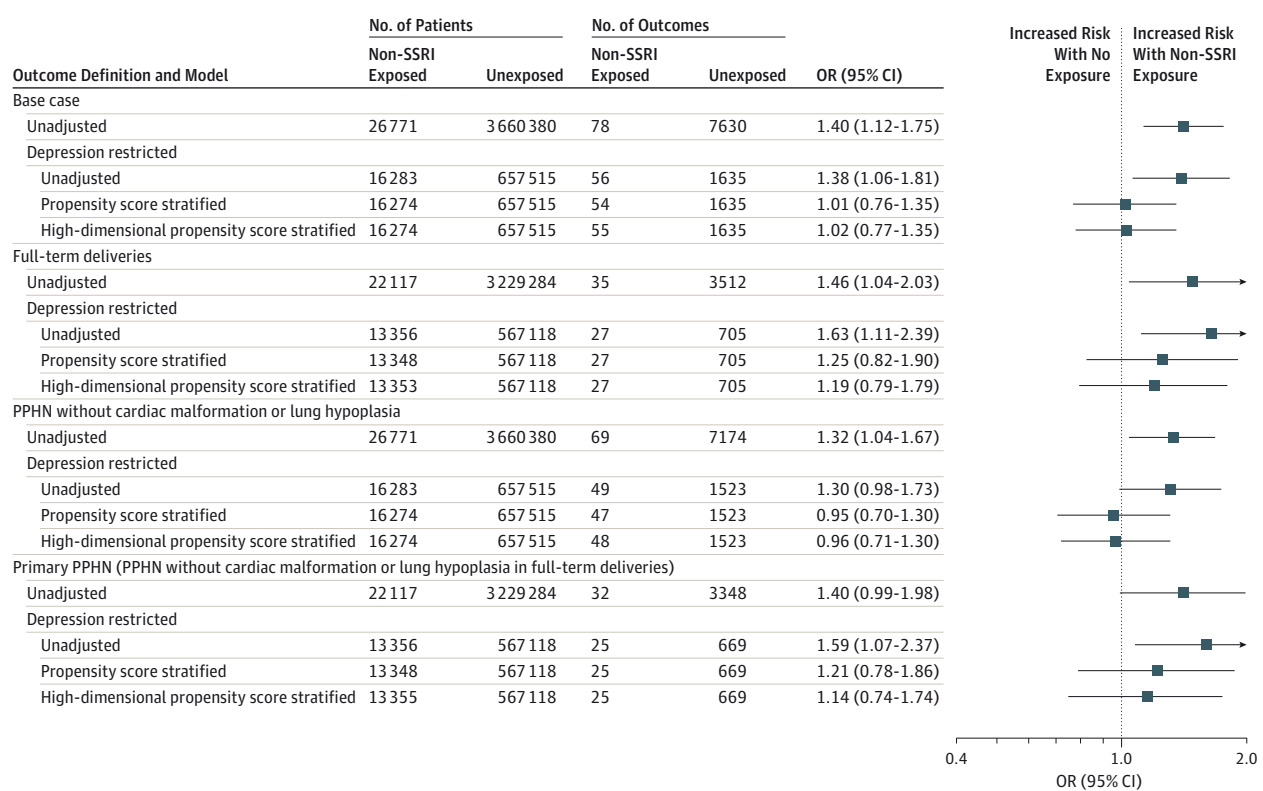 No. of Patients No. of Outcomes
Outcome Definition and Model Non-SSRI Exposed Unexposed Non-SSRI Exposed Unexposed OR (95% CI)
Increased Risk With No Exposure
Increased Risk With Non-SSRI Exposure
Base case
Unadjusted 26771 3660380 78 7630 1.40 (1.12-1.75)
Depression restricted
Unadjusted 16283 657515 56 1635 1.38 (1.06-1.81)
Propensity score stratified 16274 657515 54 1635 1.01 (0.76-1.35)
High-dimensional propensity score stratified 16274 657515 55 1635 1.02 (0.77-1.35)
Full-term deliveries
Unadjusted 22117 3229284 35 3512 1.46 (1.04-2.03)
Depression restricted
Unadjusted 13356 567118 27 705 1.63 (1.11-2.39)
Propensity score stratified 13348 567118 27 705 1.25 (0.82-1.90)
High-dimensional propensity score stratified 13353 567118 27 705 1.19 (0.79-1.79)
PPHN without cardiac malformation or lung hypoplasia
Unadjusted 26771 3660380 69 7174 1.32 (1.04-1.67)
Depression restricted
Unadjusted 16283 657515 49 1523 1.30 (0.98-1.73)
Propensity score stratified 16274 657515 47 1523 0.95 (0.70-1.30)
High-dimensional propensity score stratified 16274 657515 48 1523 0.96 (0.71-1.30)
Primary PPHN (PPHN without cardiac malformation or lung hypoplasia in full-term deliveries)
Unadjusted 22117 3229284 32 3348 1.40 (0.99-1.98)
Depression restricted
Unadjusted 13356 567118 25 669 1.59 (1.07-2.37)
Propensity score stratified 13348 567118 25 669 1.21 (0.78-1.86)
High-dimensional propensity score stratified 13355 567118 25 669 1.14 (0.74-1.74)
0.4 1.0 2.0
OR (95% CI)